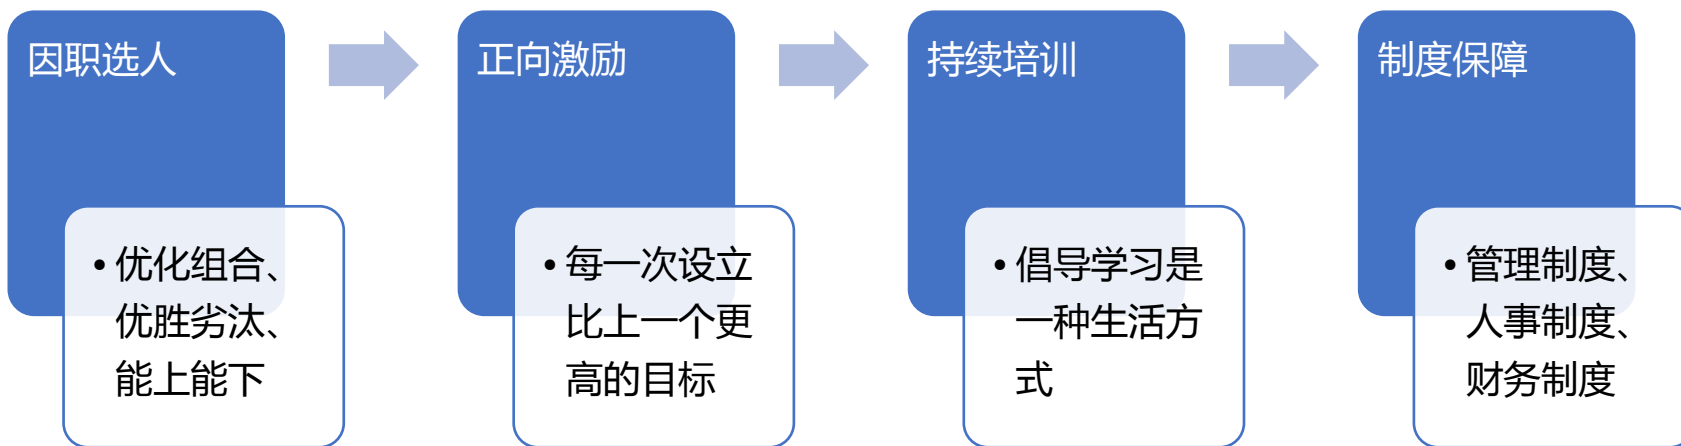 因职选人
• 优化组合、
优胜劣汰、
能上能下
正向激励
• 每一次设立
比上一个更
高的目标
持续培训
• 倡导学习是
一种生活方
式
制度保障
• 管理制度、
人事制度、
财务制度